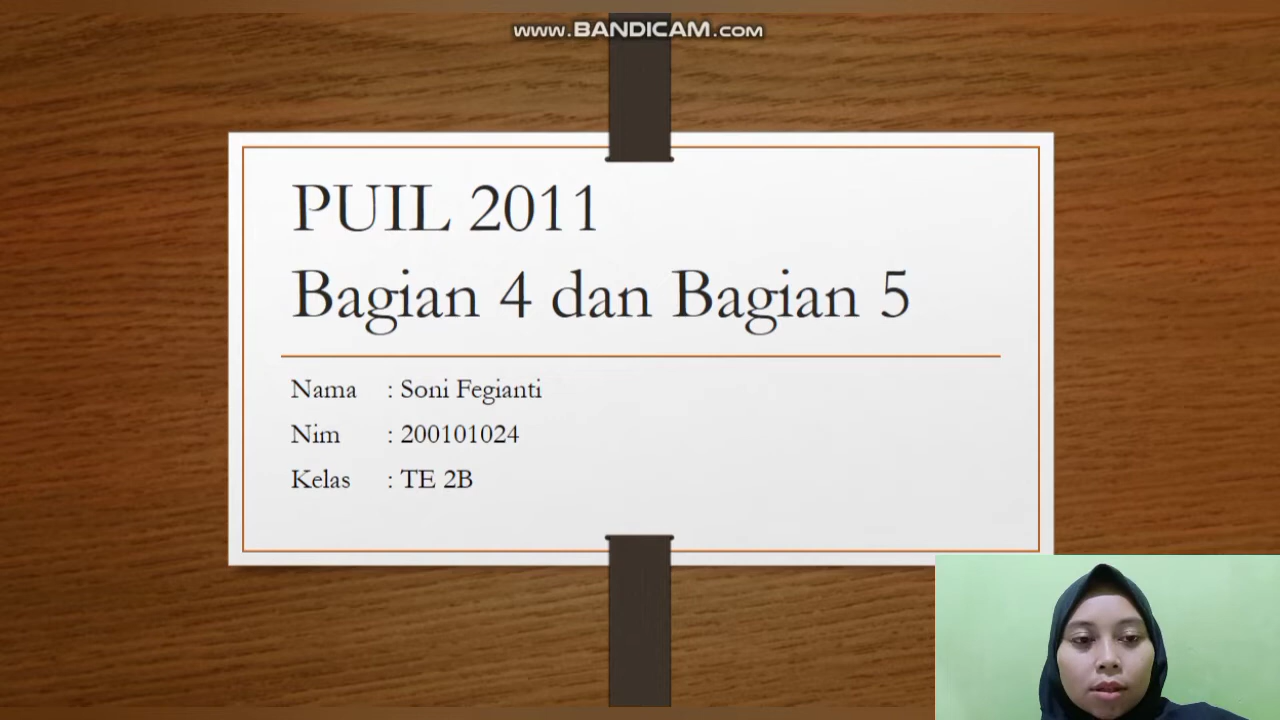 www.BANDICAM.com
PUIL 2011
Bagian 4 dan Bagian 5
Nama : Soni Fegianti
Nim : 200101024
Kelas : TE 2B